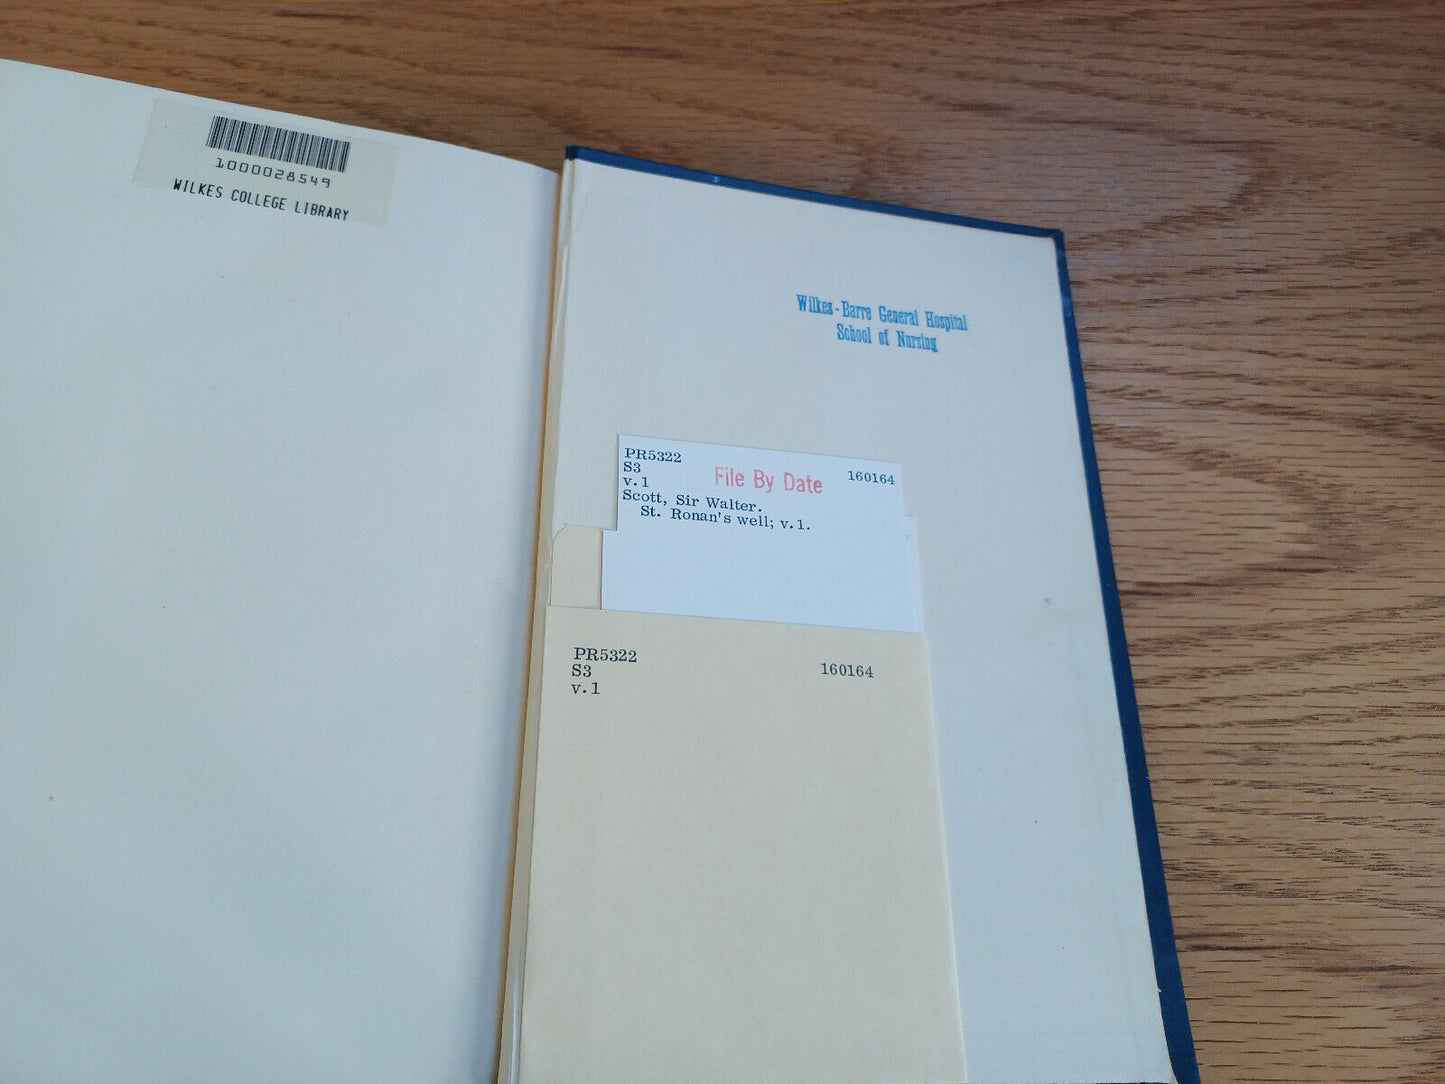 1000028549
WILKES COLLEGE LIBRARY
Wilkes-Barre General Hospital
School of Nursing
PR5322
S3 File By Date 160164
v.1
Scott, Sir Walter.
St. Ronan's well; v.1.
PR5322
S3 160164
v.1